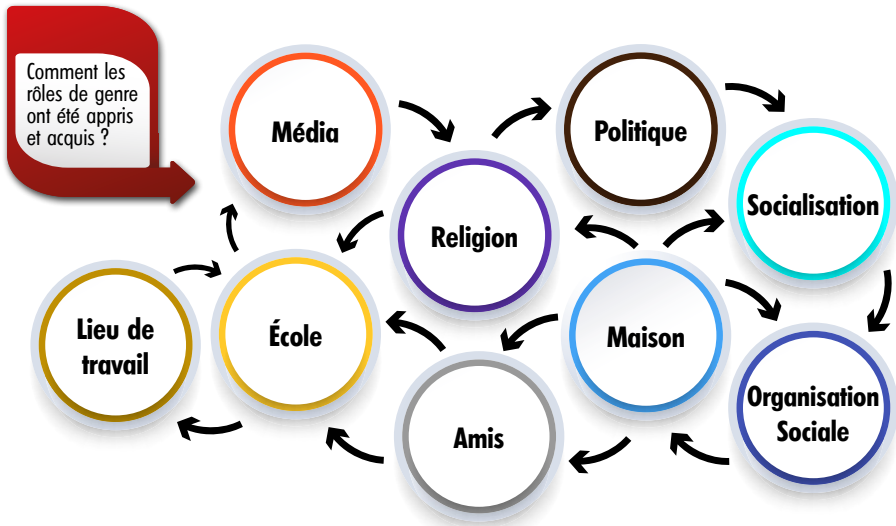 Comment les
rôles de genre
ont été appris
et acquis ?
Média
Politique
Religion
Socialisation
Lieu de
travail
École
Maison
Amis
Organisation
Sociale